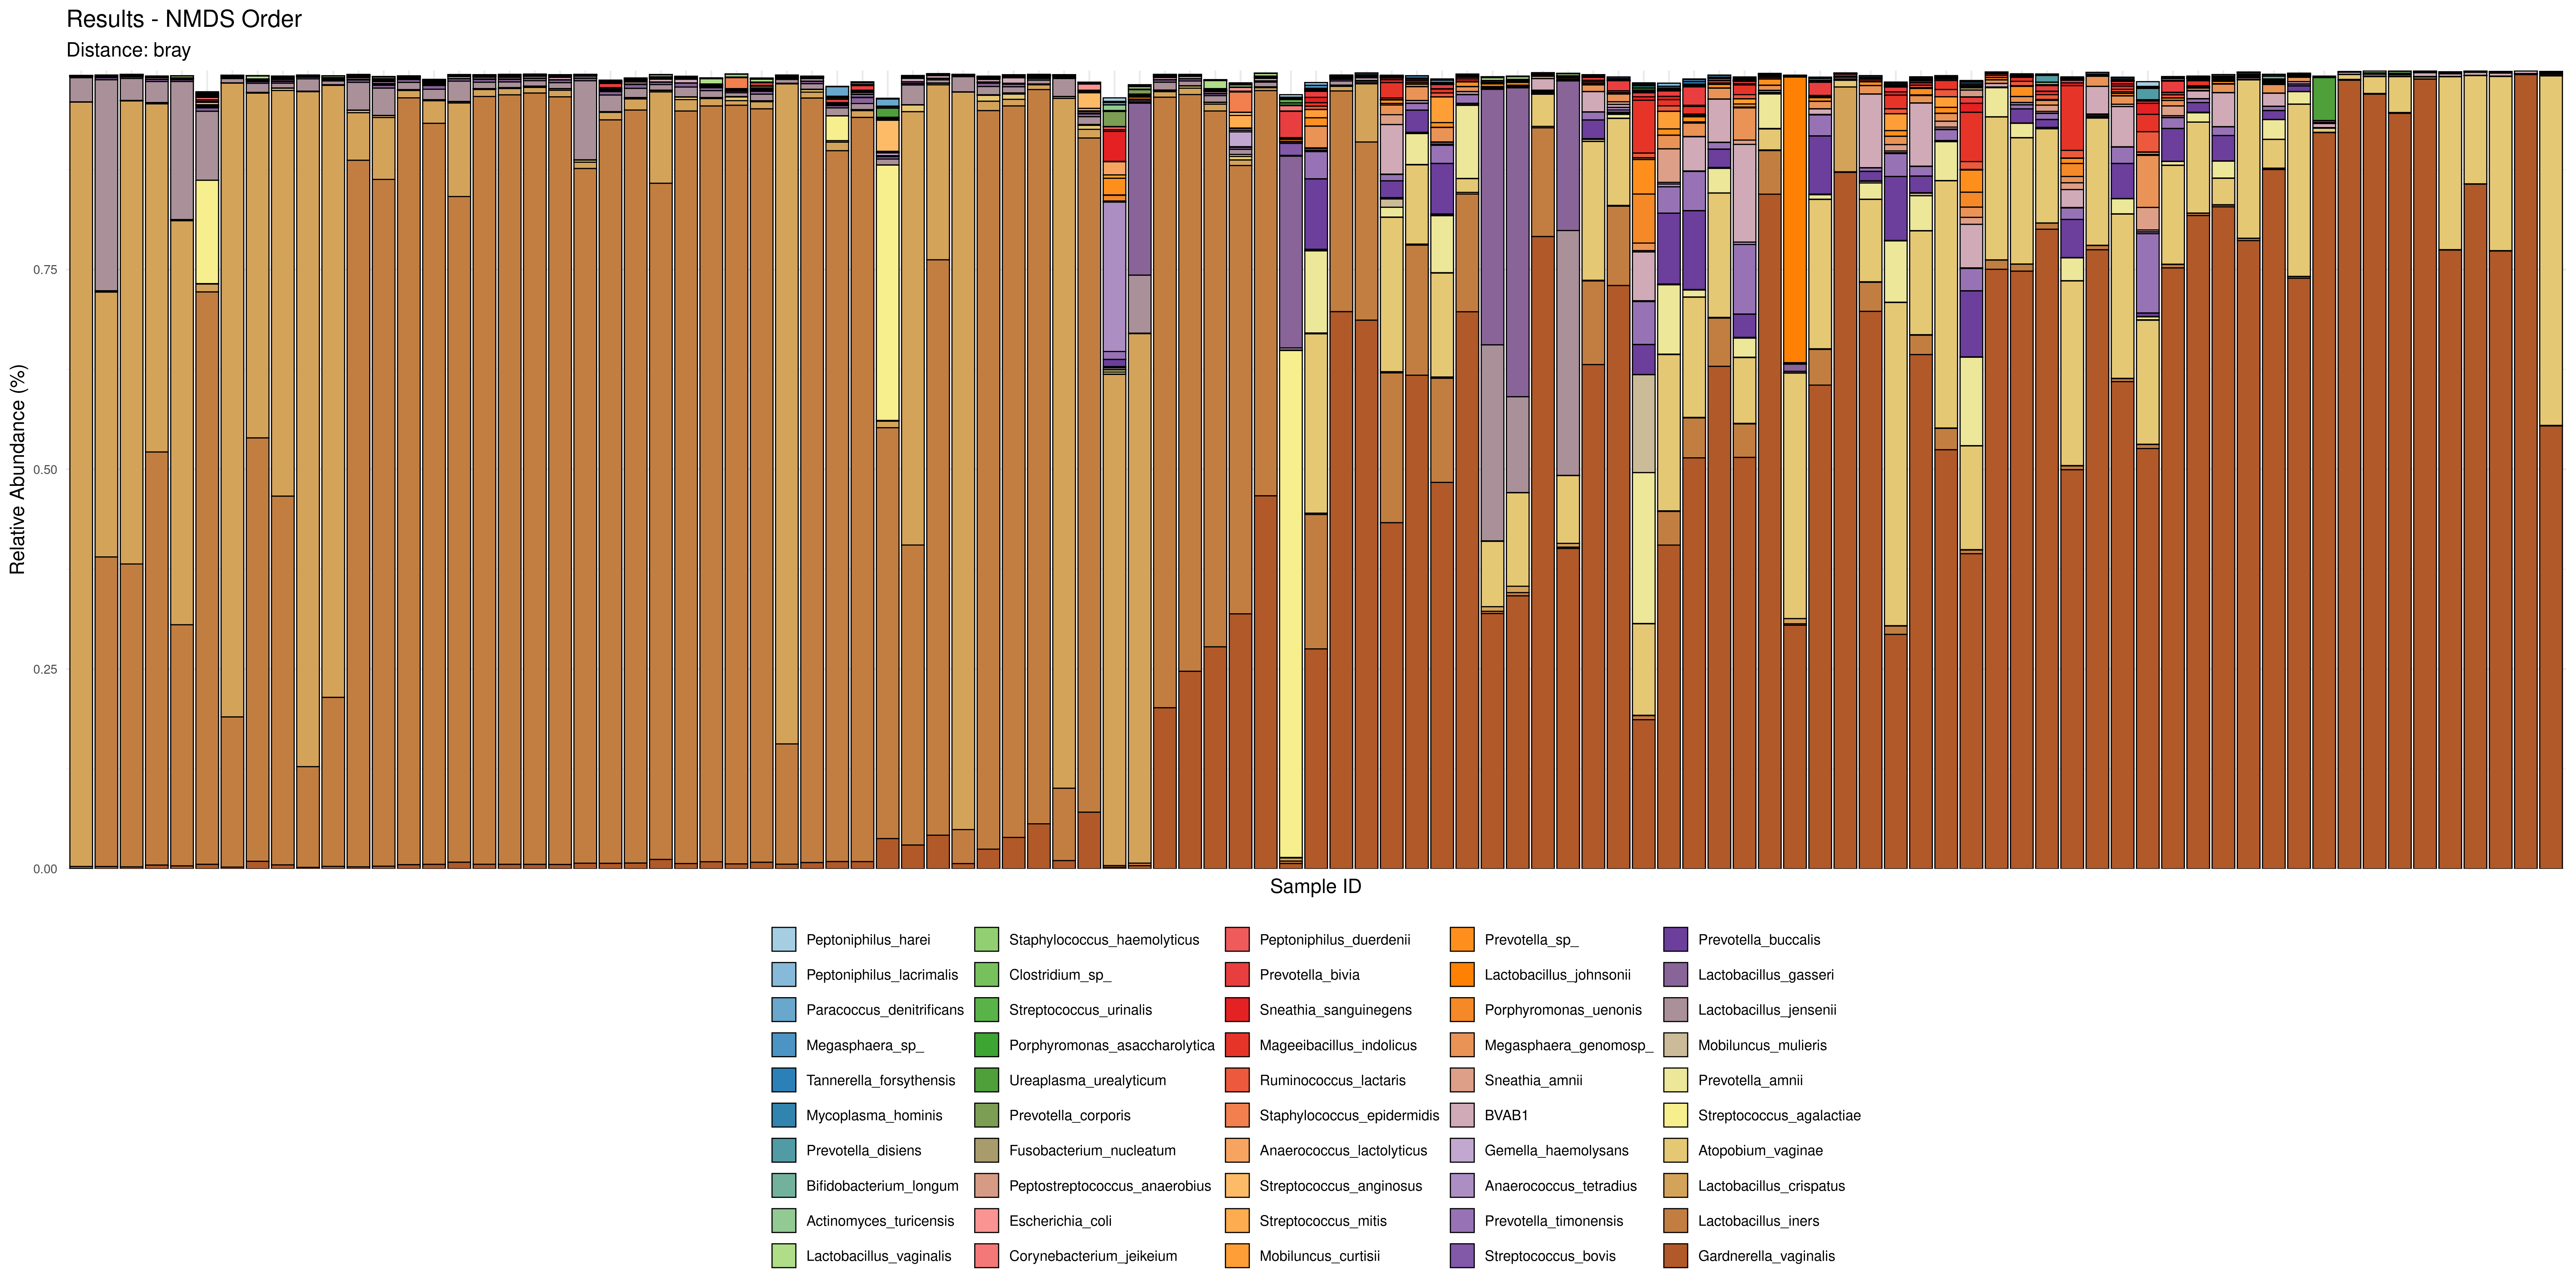 Results - NMDS Order
Distance: bray
Relative Abundance (%)
0.75
0.50
0.25
0.00
Sample ID
Peptoniphilus_harei
Peptoniphilus_lacrimalis
Paracoccus_denitrificans
Megasphaera_sp_
Tannerella_forsythensis
Mycoplasma_hominis
Prevotella_disiens
Bifidobacterium_longum
Actinomyces_turicensis
Lactobacillus_vaginalis
Staphylococcus_haemolyticus
Clostridium_sp_
Streptococcus_urinalis
Porphyromonas_asaccharolytica
Ureaplasma_urealyticum
Prevotella_corporis
Fusobacterium_nucleatum
Peptostreptococcus_anaerobius
Escherichia_coli
Corynebacterium_jeikeium
Peptoniphilus_duerdenii
Prevotella_bivia
Sneathia_sanguinegens
Mageeibacillus_indolicus
Ruminococcus_lactaris
Staphylococcus_epidermidis
Anaerococcus_lactolyticus
Streptococcus_anginosus
Streptococcus_mitis
Mobiluncus_curtisii
Prevotella_sp_
Lactobacillus_johnsonii
Porphyromonas_uenonis
Megasphaera_genomosp_
Sneathia_amnii
BVAB1
Gemella_haemolysans
Anaerococcus_tetradius
Prevotella_timonensis
Streptococcus_bovis
Prevotella_buccalis
Lactobacillus_gasseri
Lactobacillus_jensenii
Mobiluncus_mulieris
Prevotella_amnii
Streptococcus_agalactiae
Atopobium_vaginae
Lactobacillus_crispatus
Lactobacillus_iners
Gardnerella_vaginalis